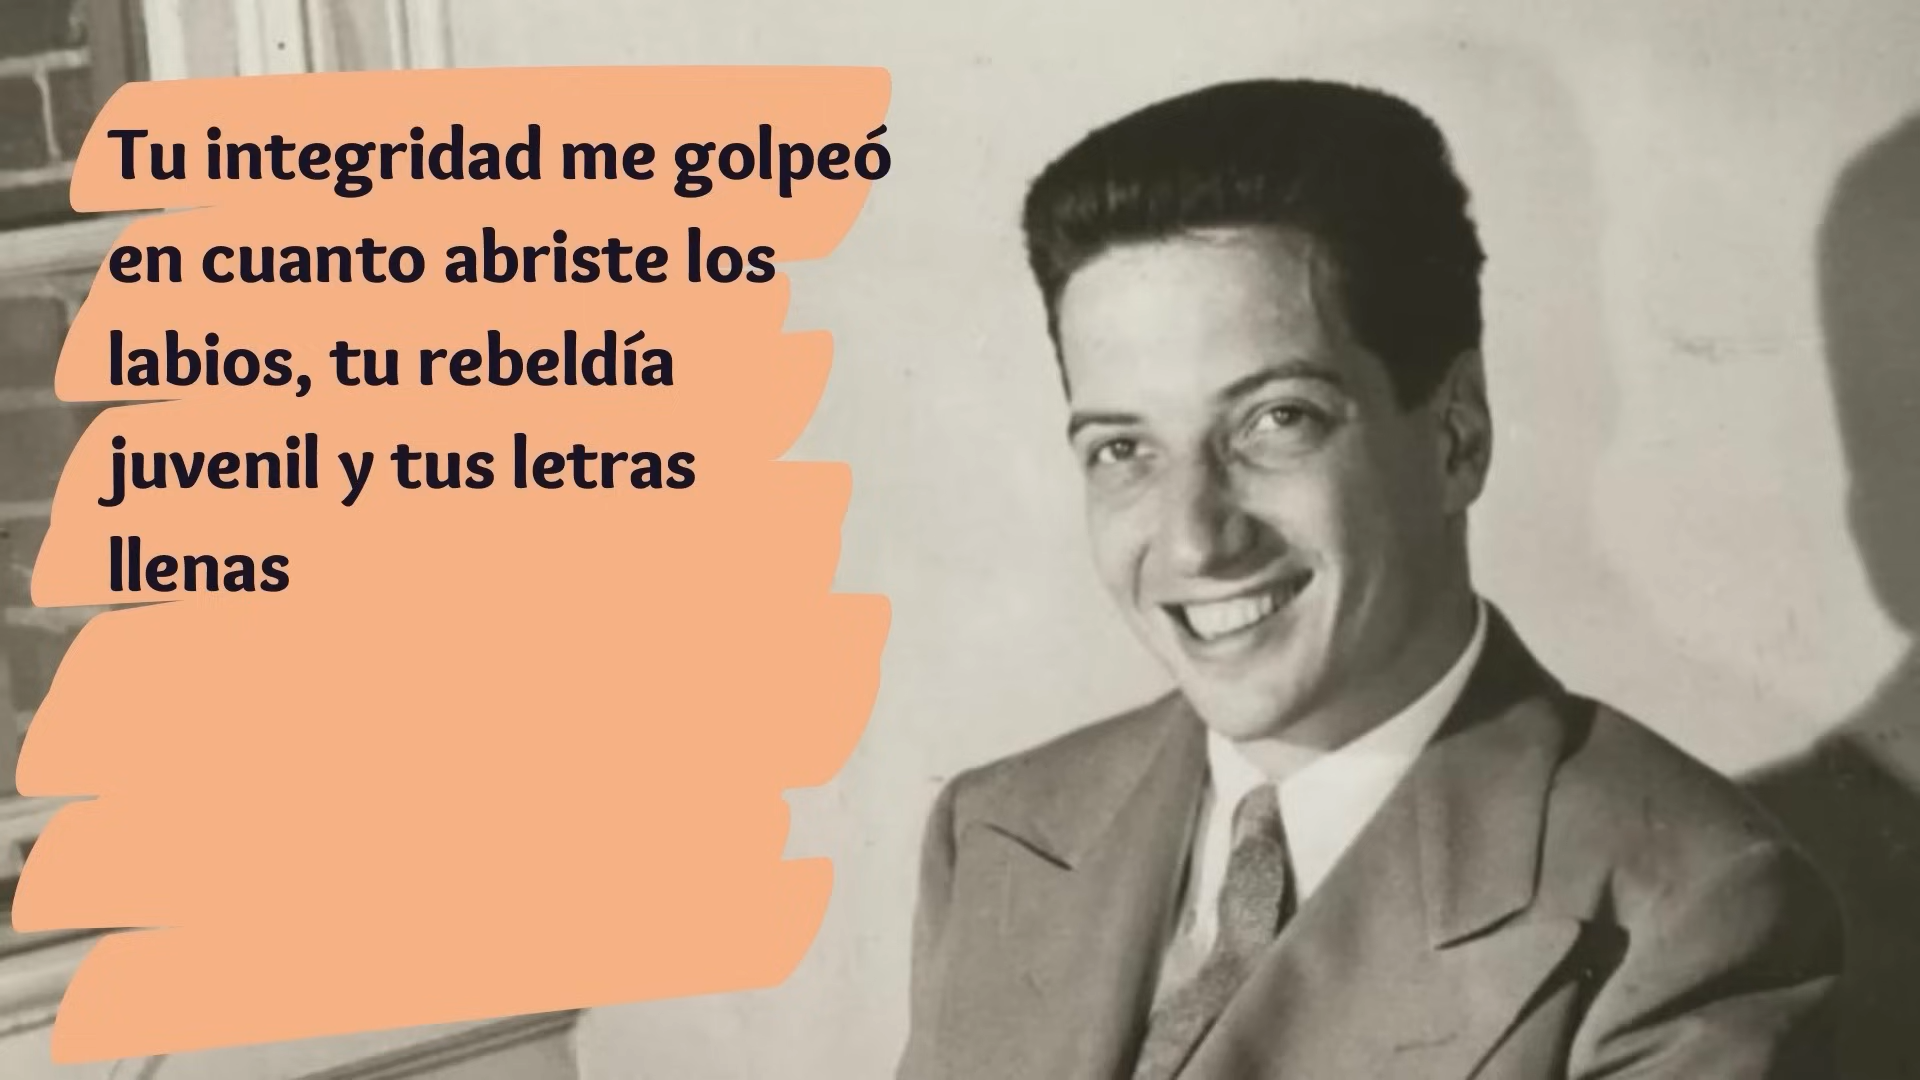 Tu integridad me golpeó
en cuanto abriste los
labios, tu rebeldía
juvenil y tus letras
llenas